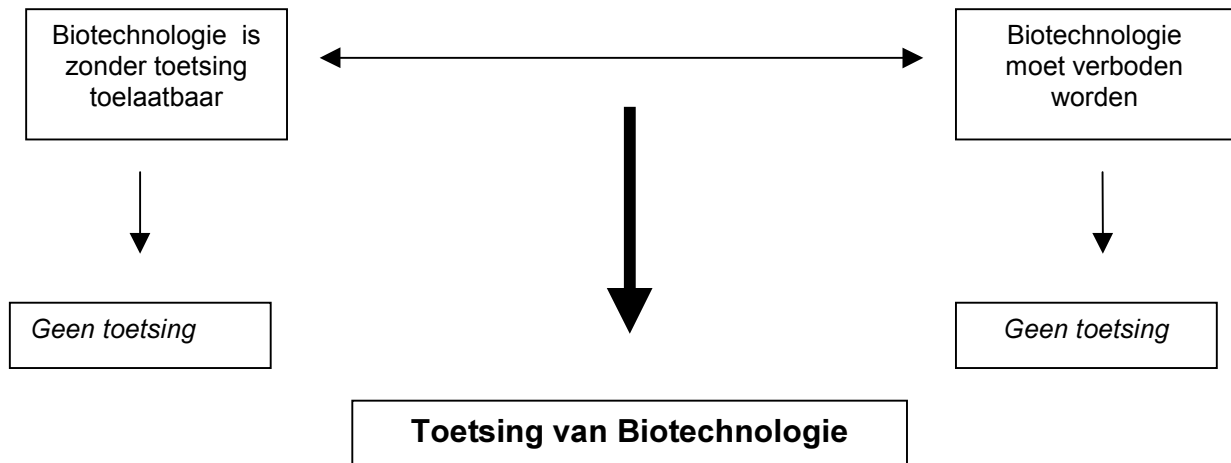 Biotechnologie is
zonder toetsing
toelaatbaar
Biotechnologie
moet verboden
worden
Geen toetsing
Geen toetsing
Toetsing van Biotechnologie